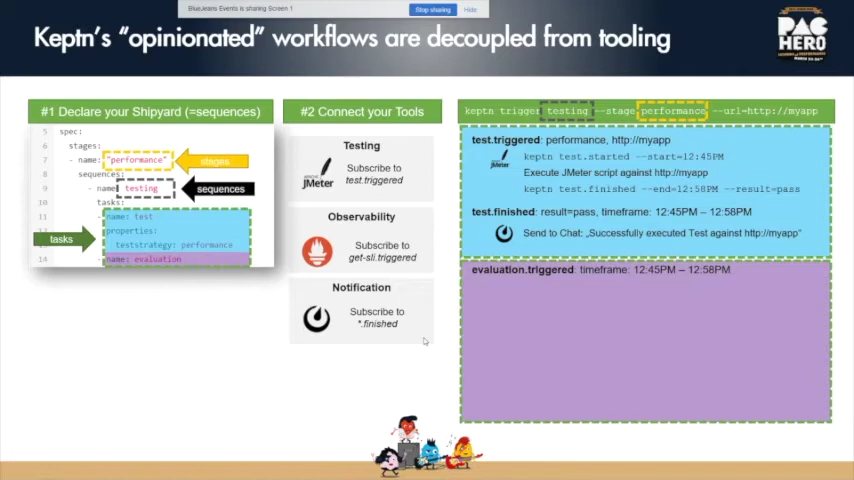 BlueJeans Events is sharing Screen 1
Stop sharing
Hide
Keptn's "opinionated" workflows are decoupled from tooling
PAC
HERO
#1 Declare your Shipyard (=sequences)
5 spec:
6 stages:
7 - name: "performance"
stages
8 sequences:
9 - name: testing
sequences
10 tasks:
11 - name: test
properties:
tasks
teststrategy: performance
14 - name: evaluation
#2 Connect your Tools
Testing
APACHE
JMeter
Subscribe to
test.triggered
Observability
Subscribe to
get-sli.triggered
Notification
Subscribe to
*.finished
keptn trigger testing --stage performance --url=http://myapp
test.triggered: performance, http://myapp
JMeter
keptn test.started --start=12:45PM
Execute JMeter script against http://myapp
keptn test.finished --end=12:58PM --result=pass
test.finished: result=pass, timeframe: 12:45PM – 12:58PM
Send to Chat: „Successfully executed Test against http://myapp"
evaluation.triggered: timeframe: 12:45PM – 12:58PM